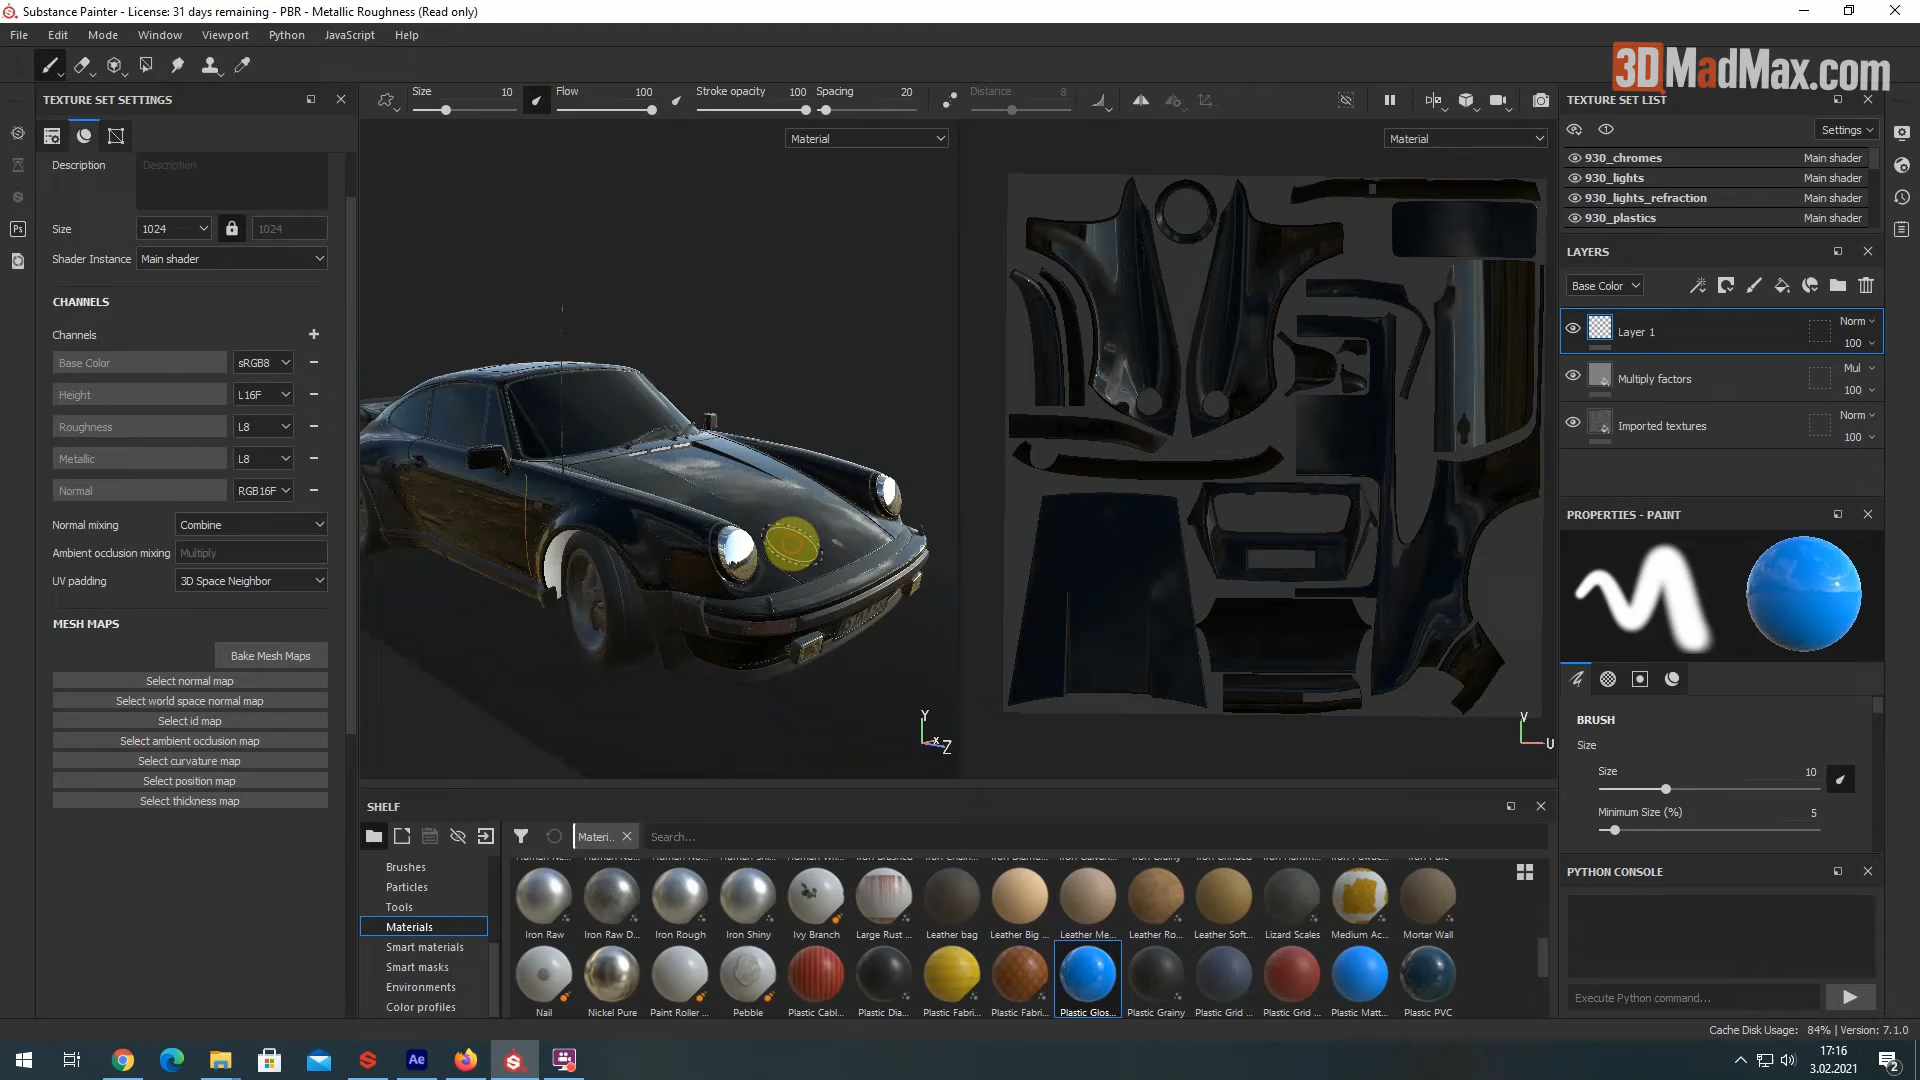 Substance Painter - License: 31 days remaining - PBR - Metallic Roughness (Read only)
File Edit Mode Window Viewport Python JavaScript Help
3DMadMax.com
TEXTURE SET SETTINGS
Size 10 Flow 100 Stroke opacity 100 Spacing 20 Distance 8
Material
Material
Description Description
Size 1024 1024
Shader Instance Main shader
CHANNELS
Channels
Base Color sRGB8
Height L16F
Roughness L8
Metallic L8
Normal RGB16F
Normal mixing Combine
Ambient occlusion mixing Multiply
UV padding 3D Space Neighbor
MESH MAPS
Bake Mesh Maps
Select normal map
Select world space normal map
Select id map
Select ambient occlusion map
Select curvature map
Select position map
Select thickness map
Y
X
Z
V
U
TEXTURE SET LIST
Settings
930_chromes Main shader
930_lights Main shader
930_lights_refraction Main shader
930_plastics Main shader
LAYERS
Base Color
Layer 1 Norm 100
Multiply factors Mul 100
Imported textures Norm 100
PROPERTIES - PAINT
BRUSH
Size
Size 10
Minimum Size (%) 5
PYTHON CONSOLE
Execute Python command...
SHELF
Materi.. Search...
Brushes
Particles
Tools
Materials
Smart materials
Smart masks
Environments
Color profiles
Iron Raw Iron Raw D... Iron Rough Iron Shiny Ivy Branch Large Rust ... Leather bag Leather Big ... Leather Me... Leather Ro... Leather Soft... Lizard Scales Medium Ac... Mortar Wall
Nail Nickel Pure Paint Roller ... Pebble Plastic Cabl... Plastic Dia... Plastic Fabri... Plastic Fabri... Plastic Glos... Plastic Grainy Plastic Grid ... Plastic Grid ... Plastic Matt... Plastic PVC
Cache Disk Usage: 84% | Version: 7.1.0
Ps
Ae
17:16
3.02.2021
2